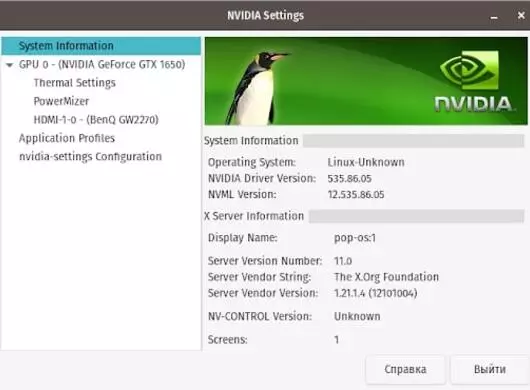 NVIDIA Settings
System Information
GPU 0 - (NVIDIA GeForce GTX 1650)
Thermal Settings
PowerMizer
HDMI-1-0 - (BenQ GW2270)
Application Profiles
nvidia-settings Configuration
NVIDIA
System Information
Operating System: Linux-Unknown
NVIDIA Driver Version: 535.86.05
NVML Version: 12.535.86.05
X Server Information
Display Name: pop-os:1
Server Version Number: 11.0
Server Vendor String: The X.Org Foundation
Server Vendor Version: 1.21.1.4 (12101004)
NV-CONTROL Version: Unknown
Screens: 1
Справка
Выйти